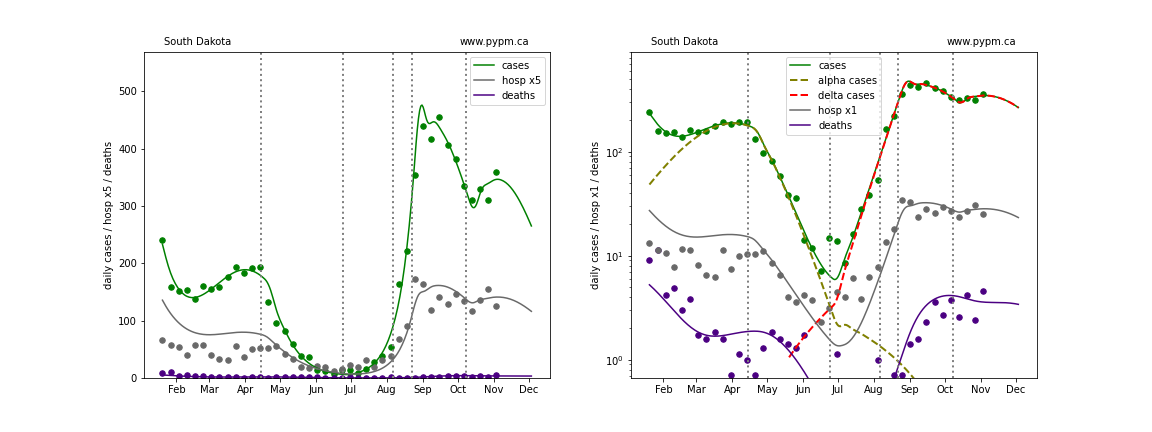 South Dakota www.pypm.ca
cases
hosp x5
deaths
500
400
300
200
100
0
daily cases / hosp x5 / deaths
Feb Mar Apr May Jun Jul Aug Sep Oct Nov Dec
South Dakota www.pypm.ca
cases
alpha cases
delta cases
hosp x1
deaths
10²
10¹
10⁰
daily cases / hosp x1 / deaths
Feb Mar Apr May Jun Jul Aug Sep Oct Nov Dec